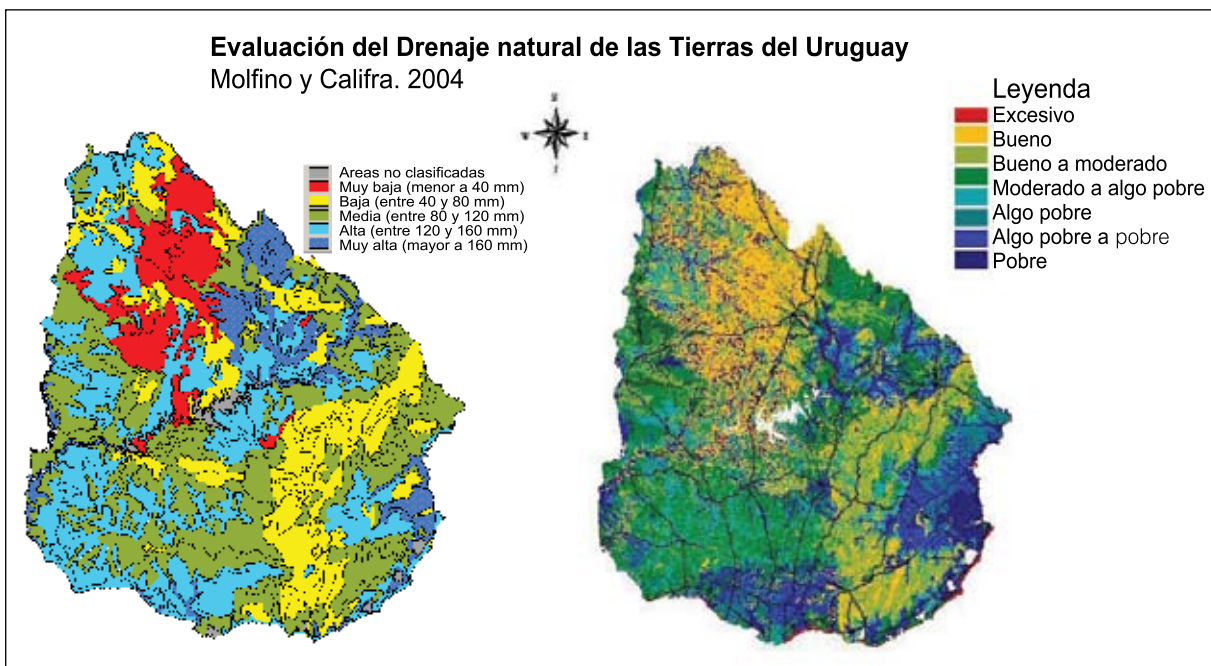 Evaluación del Drenaje natural de las Tierras del Uruguay
Molfino y Califra. 2004
Areas no clasificadas
Muy baja (menor a 40 mm)
Baja (entre 40 y 80 mm)
Media (entre 80 y 120 mm)
Alta (entre 120 y 160 mm)
Muy alta (mayor a 160 mm)
Leyenda
Excesivo
Bueno
Bueno a moderado
Moderado a algo pobre
Algo pobre
Algo pobre a pobre
Pobre